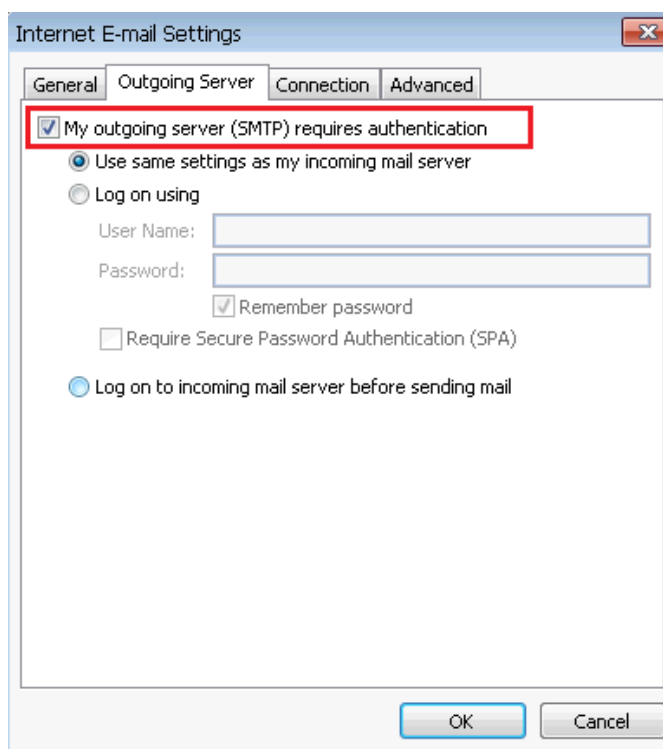 Internet E-mail Settings
General Outgoing Server Connection Advanced
My outgoing server (SMTP) requires authentication
Use same settings as my incoming mail server
Log on using
User Name:
Password:
Remember password
Require Secure Password Authentication (SPA)
Log on to incoming mail server before sending mail
OK Cancel